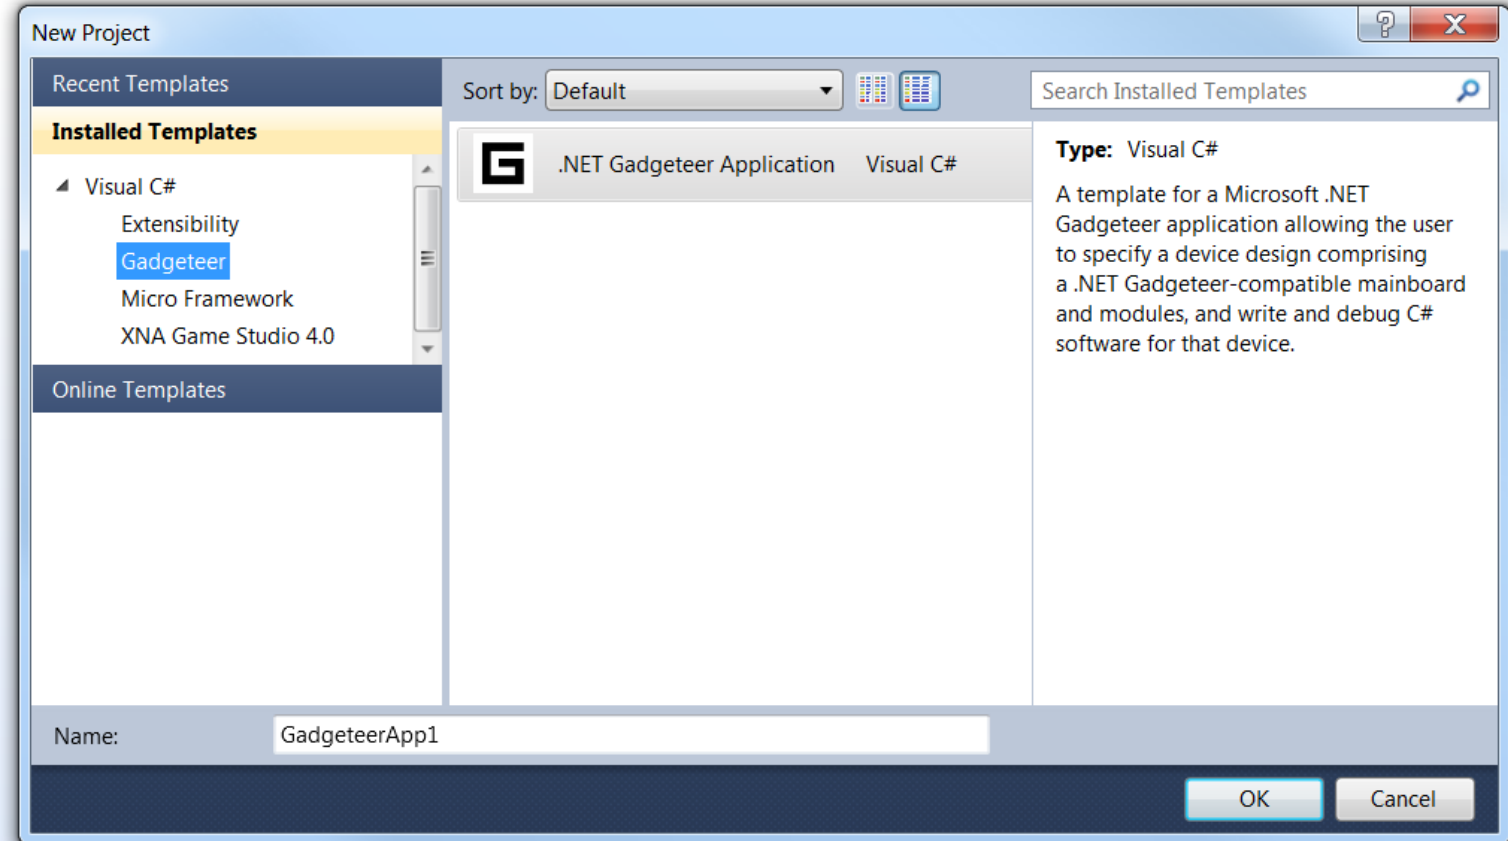 New Project
Recent Templates
Installed Templates
Visual C#
Extensibility
Gadgeteer
Micro Framework
XNA Game Studio 4.0
Online Templates
Sort by: Default
Search Installed Templates
.NET Gadgeteer Application Visual C#
Type: Visual C#
A template for a Microsoft .NET
Gadgeteer application allowing the user
to specify a device design comprising
a .NET Gadgeteer-compatible mainboard
and modules, and write and debug C#
software for that device.
Name: GadgeteerApp1
OK Cancel